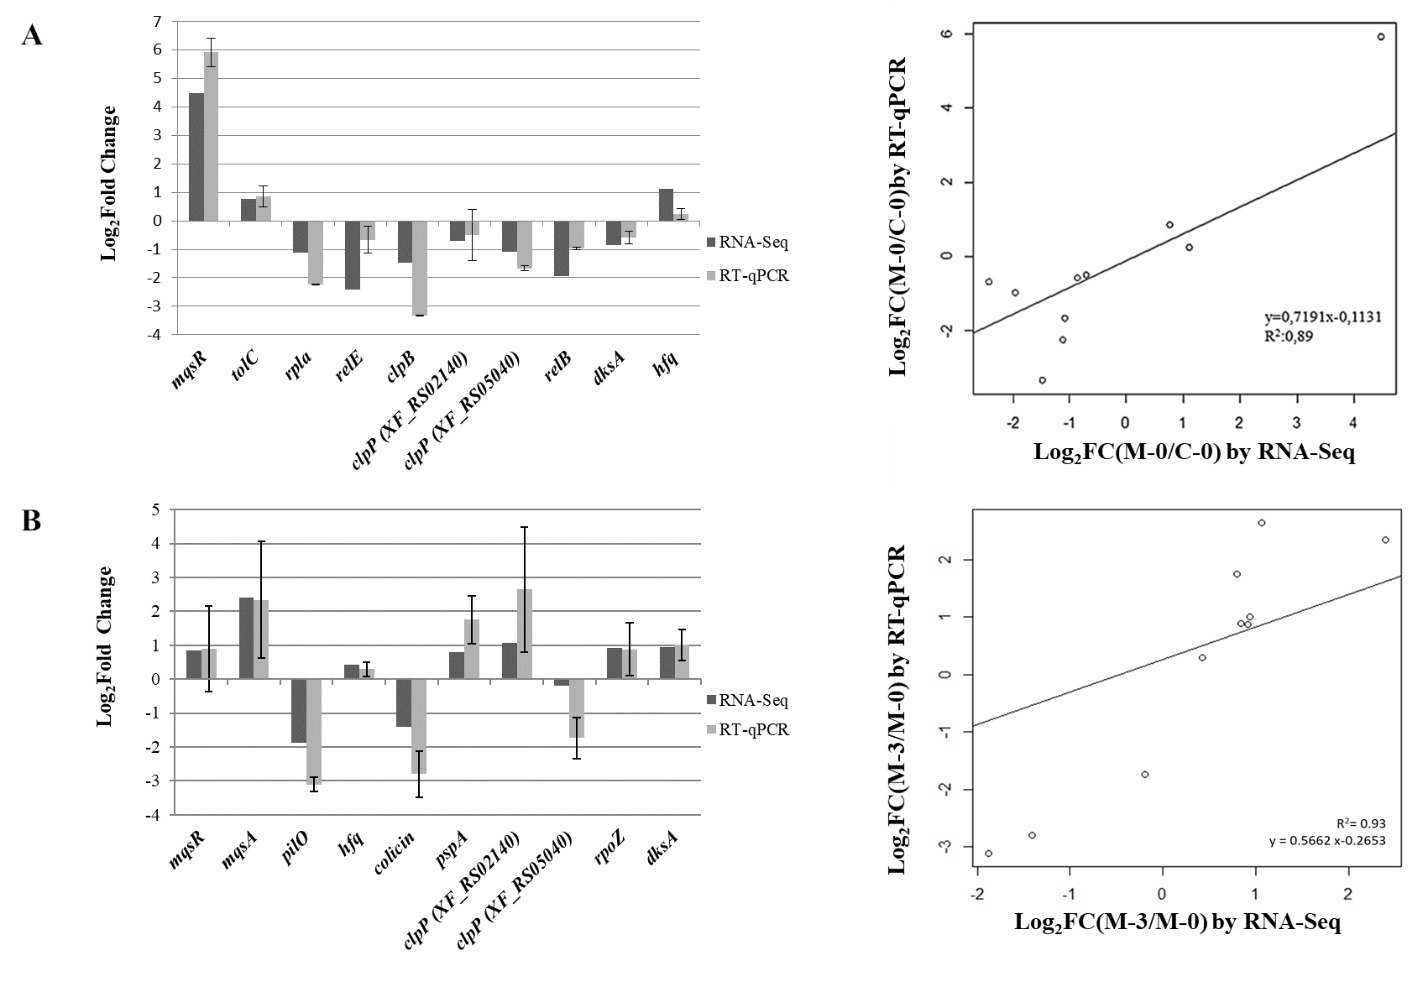 A
Log2Fold Change
7
6
5
4
3
2
1
0
-1
-2
-3
-4
RNA-Seq
RT-qPCR
mqsR
tolC
rpla
relE
clpB
clpP (XF_RS02140)
clpP (XF_RS05040)
relB
dksA
hfq
Log2FC(M-0/C-0)by RT-qPCR
6
4
2
0
-2
y=0,7191x-0,1131
R2:0,89
-2 -1 0 1 2 3 4
Log2FC(M-0/C-0) by RNA-Seq
B
Log2Fold Change
5
4
3
2
1
0
-1
-2
-3
-4
RNA-Seq
RT-qPCR
mqsR
mqsA
pilO
hfq
colicin
pspA
clpP (XF_RS02140)
clpP (XF_RS05040)
rpoZ
dksA
Log2FC(M-3/M-0) by RT-qPCR
2
1
0
-1
-2
-3
R2= 0.93
y = 0.5662 x-0.2653
-2 -1 0 1 2
Log2FC(M-3/M-0) by RNA-Seq